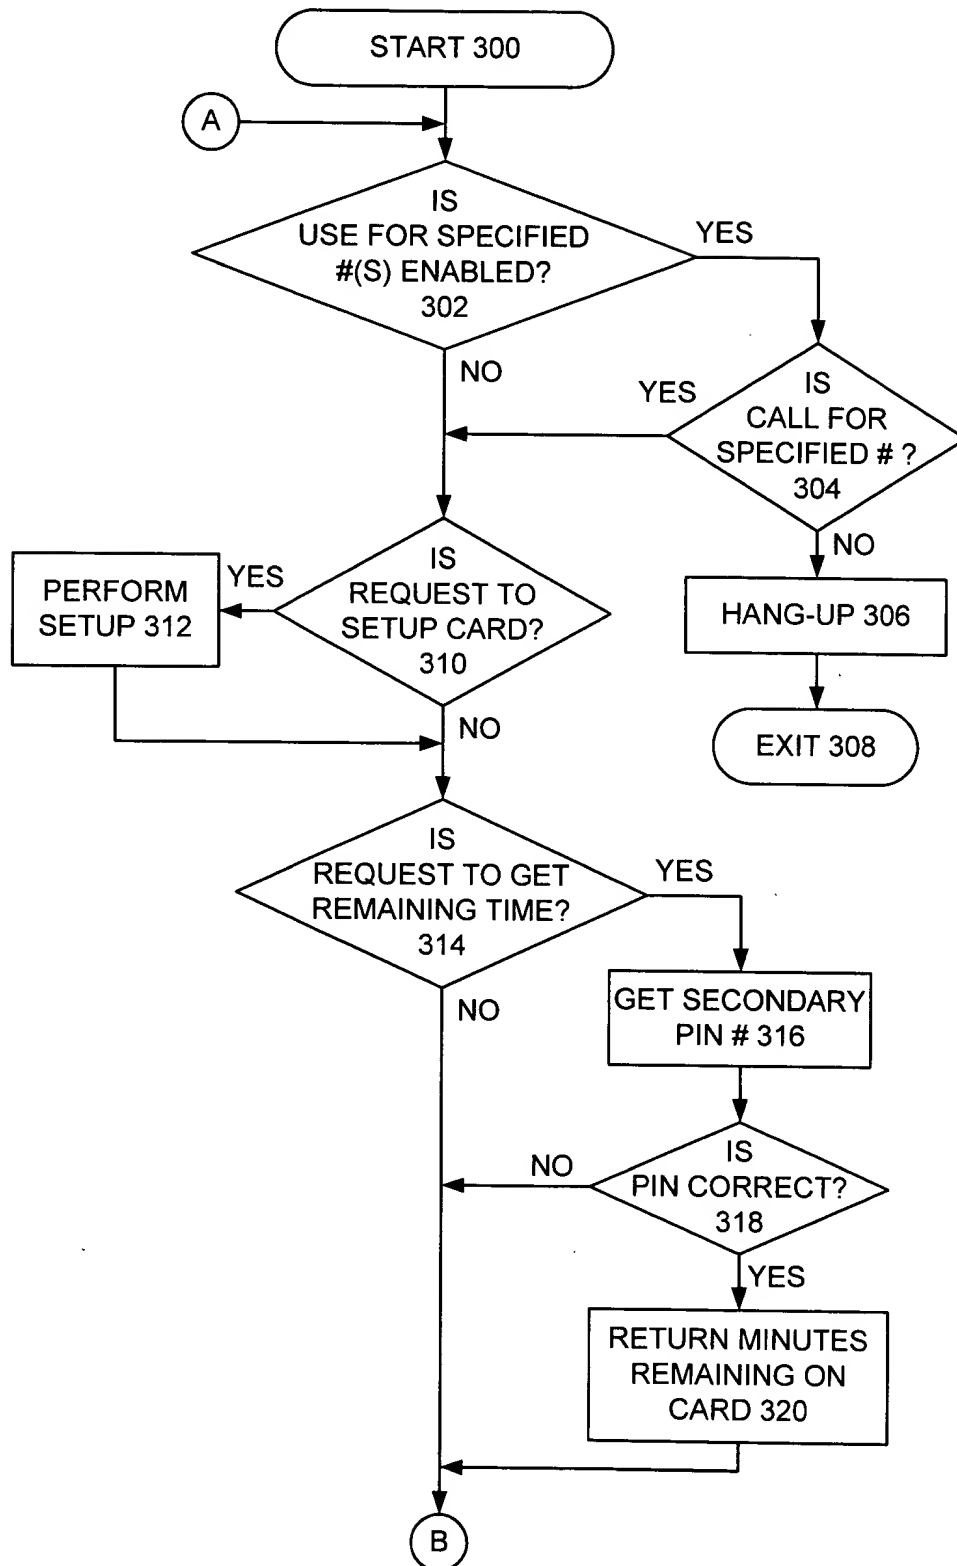 START 300
A
IS
USE FOR SPECIFIED
#(S) ENABLED?
302
YES
NO
YES
IS
CALL FOR
SPECIFIED # ?
304
NO
HANG-UP 306
EXIT 308
IS
REQUEST TO
SETUP CARD?
310
YES
PERFORM
SETUP 312
NO
IS
REQUEST TO GET
REMAINING TIME?
314
YES
NO
GET SECONDARY
PIN # 316
IS
PIN CORRECT?
318
NO
YES
RETURN MINUTES
REMAINING ON
CARD 320
B